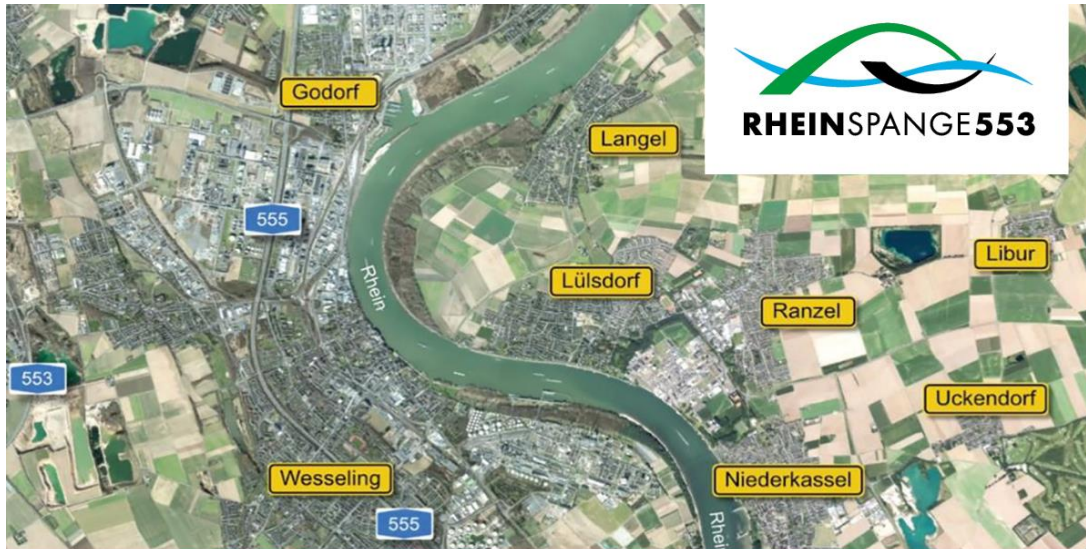 RHEINSPANGE553
Godorf
Langel
555
Libur
Rhein
Lülsdorf
Ranzel
553
Uckendorf
Wesseling
Niederkassel
555
Rhein